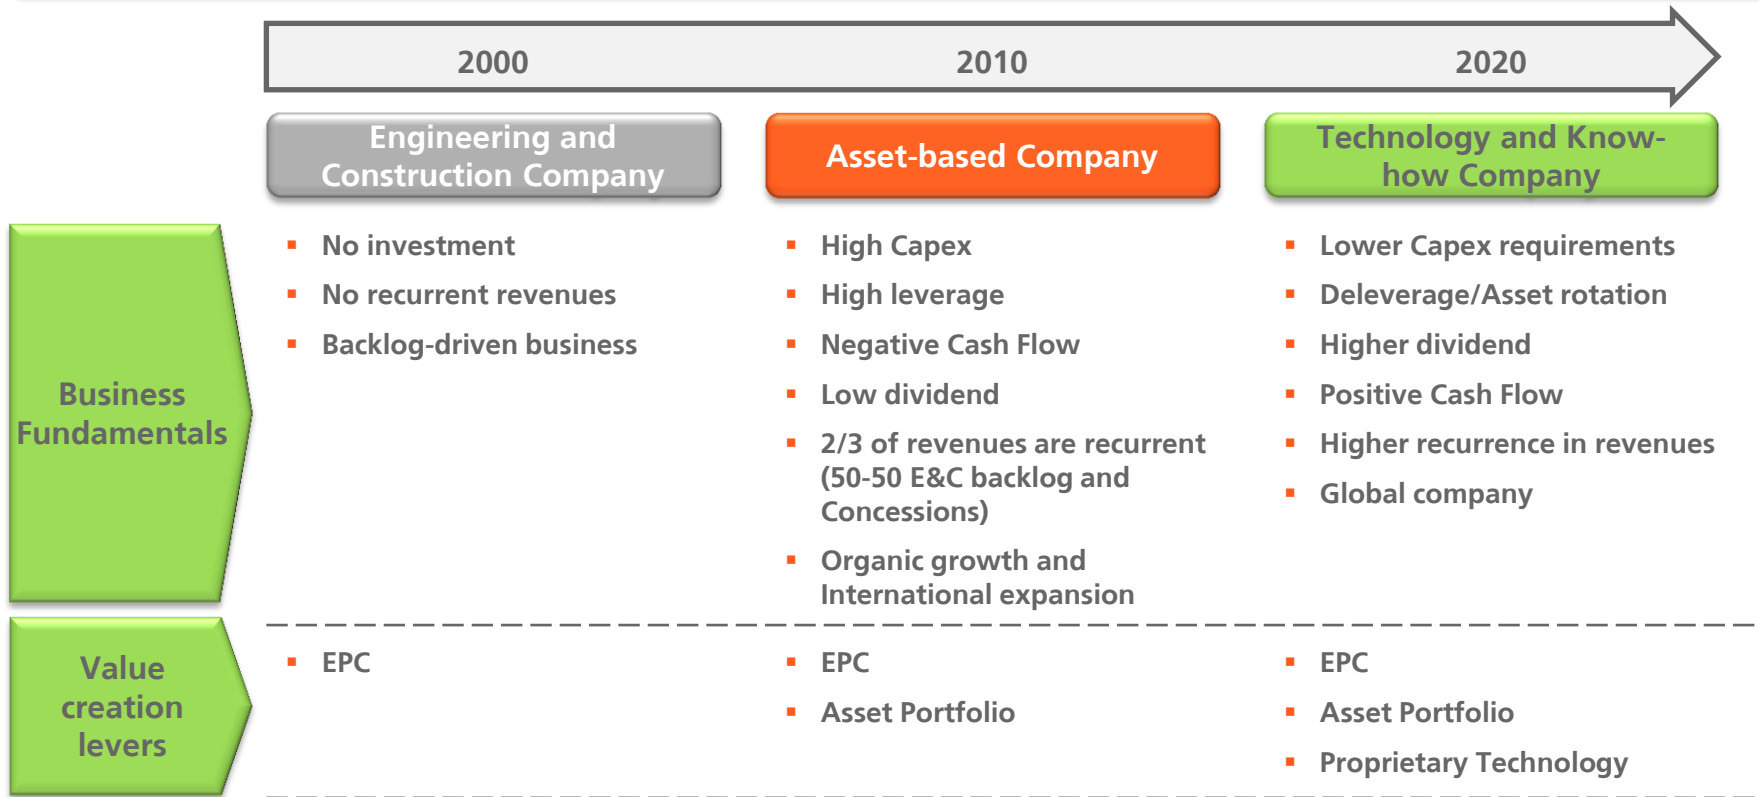 2000
2010
2020
Engineering and
Construction Company
Asset-based Company
Technology and Know-
how Company
Business
Fundamentals
▪ No investment
▪ No recurrent revenues
▪ Backlog-driven business
▪ High Capex
▪ High leverage
▪ Negative Cash Flow
▪ Low dividend
▪ 2/3 of revenues are recurrent
(50-50 E&C backlog and
Concessions)
▪ Organic growth and
International expansion
▪ Lower Capex requirements
▪ Deleverage/Asset rotation
▪ Higher dividend
▪ Positive Cash Flow
▪ Higher recurrence in revenues
▪ Global company
Value
creation
levers
▪ EPC
▪ EPC
▪ Asset Portfolio
▪ EPC
▪ Asset Portfolio
▪ Proprietary Technology